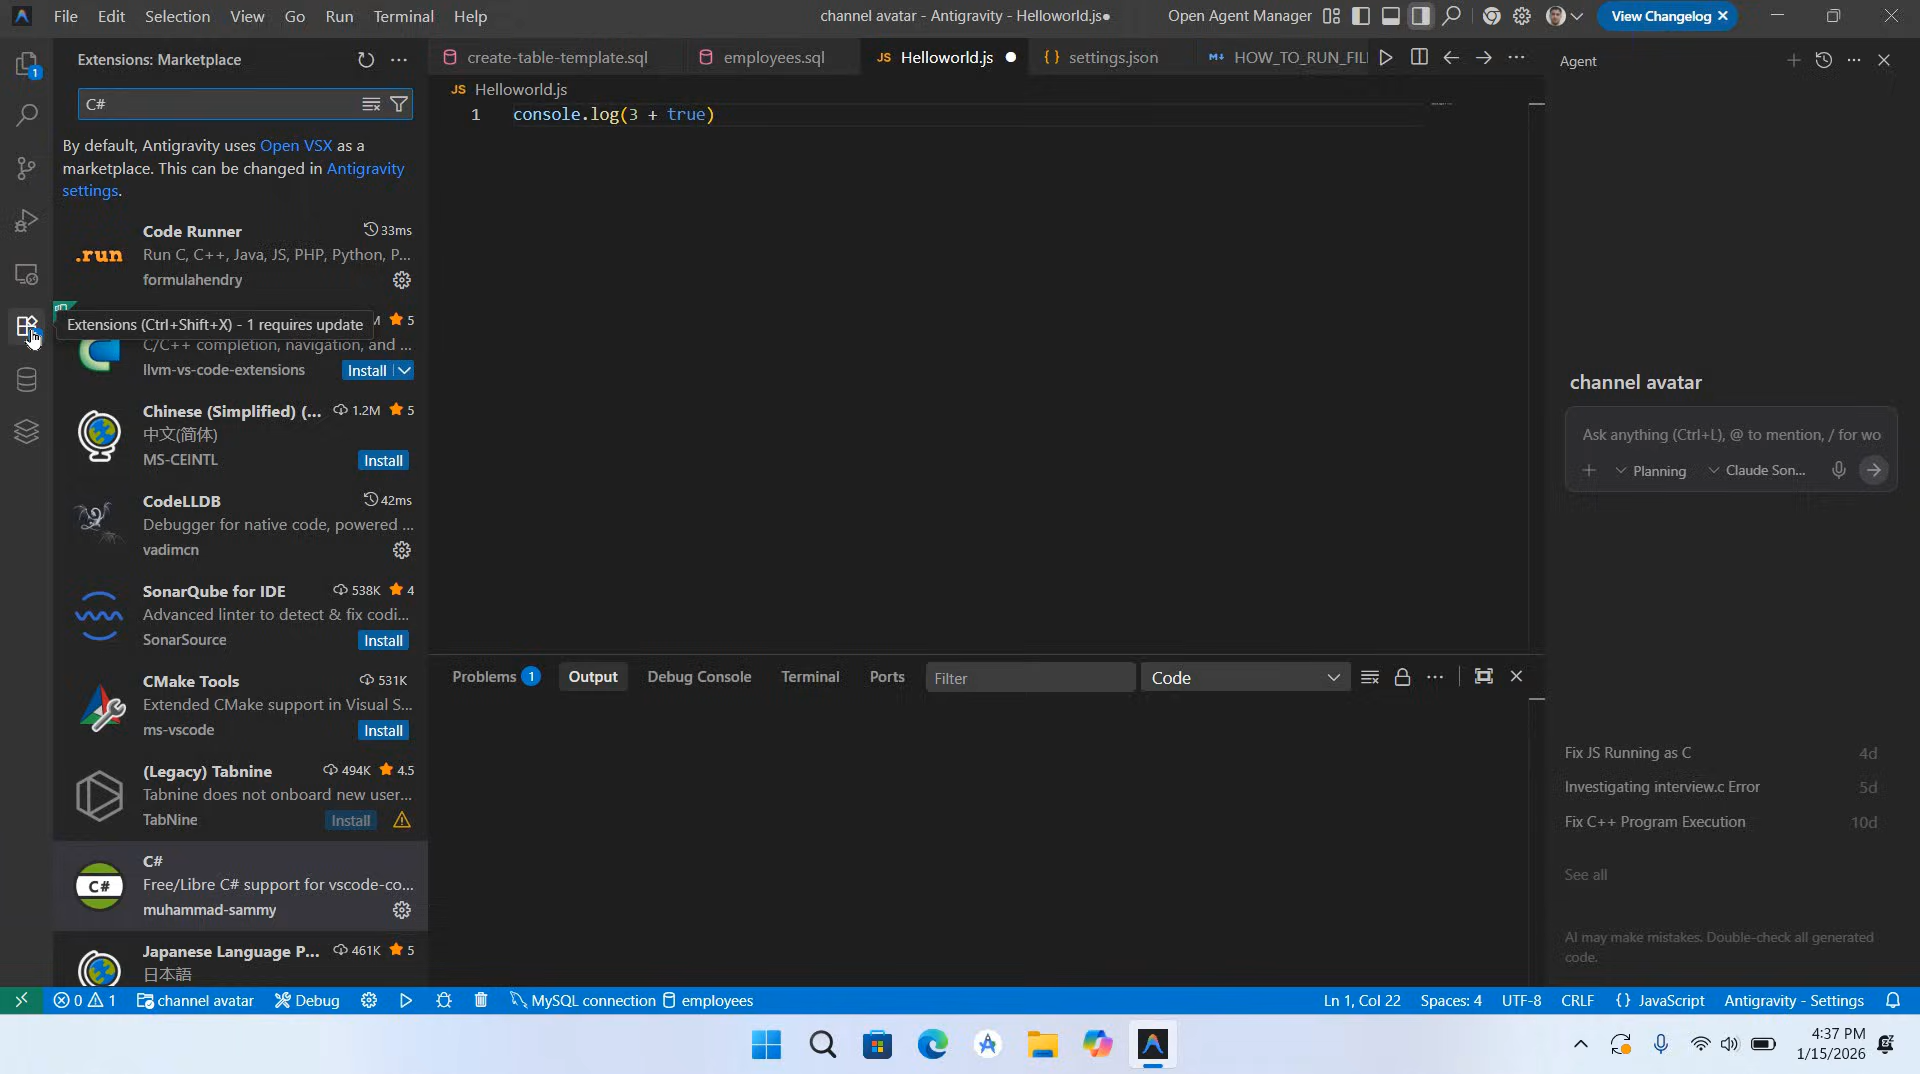 File Edit Selection View Go Run Terminal Help
channel avatar - Antigravity - Helloworld.js●
Open Agent Manager
View Changelog ×
Extensions: Marketplace
C#
By default, Antigravity uses Open VSX as a
marketplace. This can be changed in Antigravity
settings.
Code Runner 33ms
Run C, C++, Java, JS, PHP, Python, P...
formulahendry
Extensions (Ctrl+Shift+X) - 1 requires update
M 5
C/C++ completion, navigation, and ...
llvm-vs-code-extensions Install
Chinese (Simplified) (... 1.2M 5
中文(简体)
MS-CEINTL Install
CodeLLDB 42ms
Debugger for native code, powered ...
vadimcn
SonarQube for IDE 538K 4
Advanced linter to detect & fix codi...
SonarSource Install
CMake Tools 531K
Extended CMake support in Visual S...
ms-vscode Install
(Legacy) Tabnine 494K 4.5
Tabnine does not onboard new user...
TabNine Install
C#
C#
Free/Libre C# support for vscode-co...
muhammad-sammy
Japanese Language P... 461K 5
日本語
.run
1
create-table-template.sql
employees.sql
JS Helloworld.js ●
{ } settings.json
M↓ HOW_TO_RUN_FIL
JS Helloworld.js
1 console.log(3 + true)
Problems 1 Output Debug Console Terminal Ports Filter Code
Agent
channel avatar
Ask anything (Ctrl+L), @ to mention, / for wo
Planning Claude Son...
Fix JS Running as C 4d
Investigating interview.c Error 5d
Fix C++ Program Execution 10d
See all
AI may make mistakes. Double-check all generated
code.
0 1 channel avatar Debug MySQL connection employees
Ln 1, Col 22 Spaces: 4 UTF-8 CRLF { } JavaScript Antigravity - Settings
4:37 PM
1/15/2026